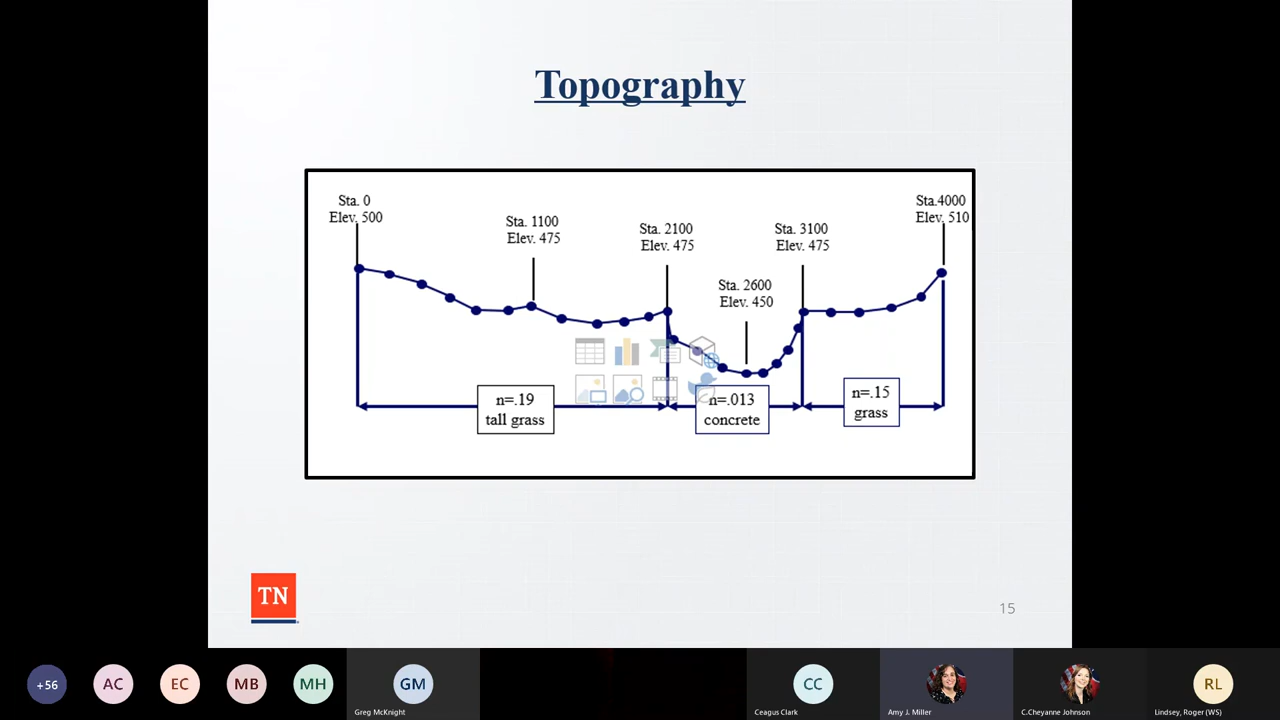 Topography
Sta. 0
Elev. 500
Sta. 1100
Elev. 475
Sta. 2100
Elev. 475
Sta. 2600
Elev. 450
Sta. 3100
Elev. 475
Sta.4000
Elev. 510
n=.19
tall grass
n=.013
concrete
n=.15
grass
TN
15
+56
AC
EC
MB
MH
GM
Greg McKnight
CC
Ceagus Clark
Amy J. Miller
C.Cheyanne Johnson
RL
Lindsey, Roger (WS)